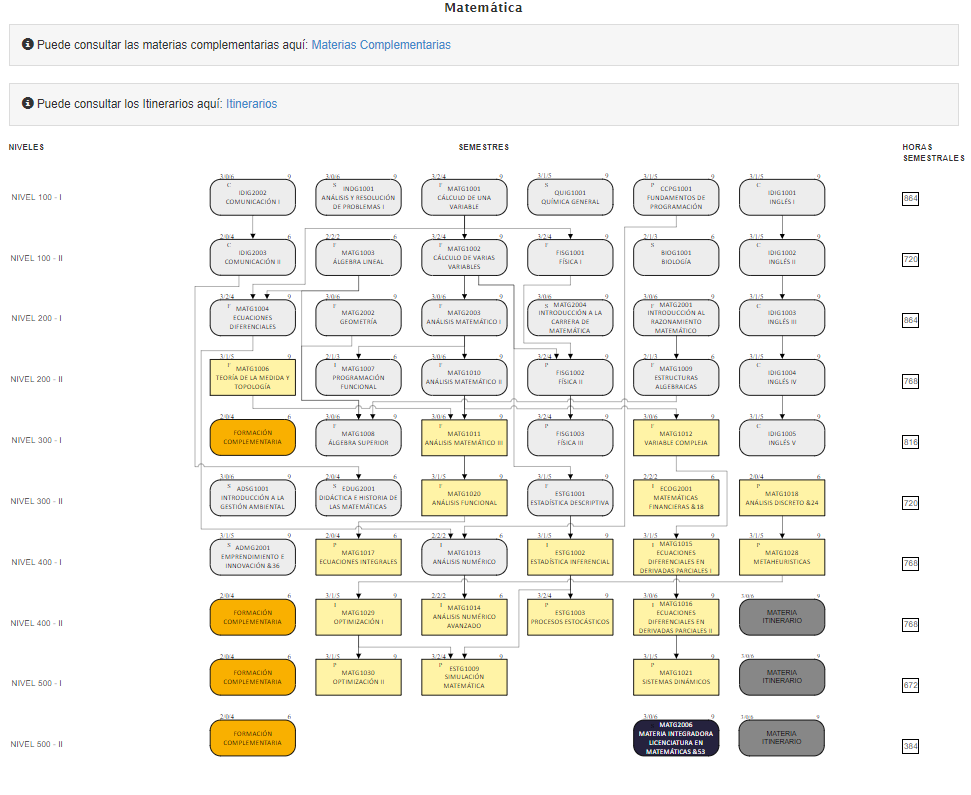 Matemática
Puede consultar las materias complementarias aquí: Materias Complementarias
Puede consultar los Itinerarios aquí: Itinerarios
NIVELES
SEMESTRES
HORAS
SEMESTRALES
NIVEL 100 - I
3/0/6 9
C
IDIG2002
COMUNICACIÓN I
3/0/6 9
S
INDG1001
ANÁLISIS Y RESOLUCIÓN
DE PROBLEMAS I
3/2/4 9
F
MATG1001
CÁLCULO DE UNA
VARIABLE
3/1/5 9
S
QUIG1001
QUÍMICA GENERAL
3/1/5 9
P
CCPG1001
FUNDAMENTOS DE
PROGRAMACIÓN
3/1/5 9
C
IDIG1001
INGLÉS I
864
NIVEL 100 - II
2/0/4 6
C
IDIG2003
COMUNICACIÓN II
2/2/2 6
F
MATG1003
ÁLGEBRA LINEAL
3/2/4 9
F
MATG1002
CÁLCULO DE VARIAS
VARIABLES
3/2/4 9
F
FISG1001
FÍSICA I
2/1/3 6
S
BIOG1001
BIOLOGÍA
3/1/5 9
C
IDIG1002
INGLÉS II
720
NIVEL 200 - I
3/2/4 9
F
MATG1004
ECUACIONES
DIFERENCIALES
3/0/6 9
F
MATG2002
GEOMETRÍA
3/0/6 9
F
MATG2003
ANÁLISIS MATEMÁTICO I
3/0/6 9
S
MATG2004
INTRODUCCIÓN A LA
CARRERA DE
MATEMÁTICA
3/0/6 9
F
MATG2001
INTRODUCCIÓN AL
RAZONAMIENTO
MATEMÁTICO
3/1/5 9
C
IDIG1003
INGLÉS III
864
NIVEL 200 - II
3/1/5 9
F
MATG1006
TEORÍA DE LA MEDIDA Y
TOPOLOGÍA
2/1/3 6
I
MATG1007
PROGRAMACIÓN
FUNCIONAL
3/0/6 9
F
MATG1010
ANÁLISIS MATEMÁTICO II
3/2/4 9
F
FISG1002
FÍSICA II
2/1/3 6
F
MATG1009
ESTRUCTURAS
ALGEBRAICAS
3/1/5 9
C
IDIG1004
INGLÉS IV
768
NIVEL 300 - I
2/0/4 6
FORMACIÓN
COMPLEMENTARIA
3/0/6 9
F
MATG1008
ÁLGEBRA SUPERIOR
3/0/6 9
F
MATG1011
ANÁLISIS MATEMÁTICO III
3/2/4 9
P
FISG1003
FÍSICA III
3/0/6 9
F
MATG1012
VARIABLE COMPLEJA
3/1/5 9
C
IDIG1005
INGLÉS V
816
NIVEL 300 - II
3/0/6 9
S
ADSG1001
INTRODUCCIÓN A LA
GESTIÓN AMBIENTAL
2/0/4 6
S
EDUG2001
DIDÁCTICA E HISTORIA DE
LAS MATEMÁTICAS
3/1/5 9
F
MATG1020
ANÁLISIS FUNCIONAL
3/1/5 9
F
ESTG1001
ESTADÍSTICA DESCRIPTIVA
2/2/2 6
I
ECOG2001
MATEMÁTICAS
FINANCIERAS &18
2/0/4 6
P
MATG1018
ANÁLISIS DISCRETO &24
720
NIVEL 400 - I
3/1/5 9
S
ADMG2001
EMPRENDIMIENTO E
INNOVACIÓN &36
2/0/4 6
P
MATG1017
ECUACIONES INTEGRALES
2/2/2 6
I
MATG1013
ANÁLISIS NUMÉRICO
3/1/5 9
I
ESTG1002
ESTADÍSTICA INFERENCIAL
3/1/5 9
I
MATG1015
ECUACIONES
DIFERENCIALES EN
DERIVADAS PARCIALES I
3/1/5 9
P
MATG1028
METAHEURISTICAS
768
NIVEL 400 - II
2/0/4 6
FORMACIÓN
COMPLEMENTARIA
3/1/5 9
I
MATG1029
OPTIMIZACIÓN I
2/2/2 6
I
MATG1014
ANÁLISIS NUMÉRICO
AVANZADO
3/2/4 9
P
ESTG1003
PROCESOS ESTOCÁSTICOS
3/0/6 9
I
MATG1016
ECUACIONES
DIFERENCIALES EN
DERIVADAS PARCIALES II
3/0/6 9
MATERIA
ITINERARIO
768
NIVEL 500 - I
2/0/4 6
FORMACIÓN
COMPLEMENTARIA
3/1/5 9
P
MATG1030
OPTIMIZACIÓN II
3/2/4 9
P
ESTG1009
SIMULACIÓN
MATEMÁTICA
3/1/5 9
P
MATG1021
SISTEMAS DINÁMICOS
3/0/6 9
MATERIA
ITINERARIO
672
NIVEL 500 - II
2/0/4 6
FORMACIÓN
COMPLEMENTARIA
3/0/6 9
MATG2006
MATERIA INTEGRADORA
LICENCIATURA EN
MATEMÁTICAS &53
3/0/6 9
MATERIA
ITINERARIO
384